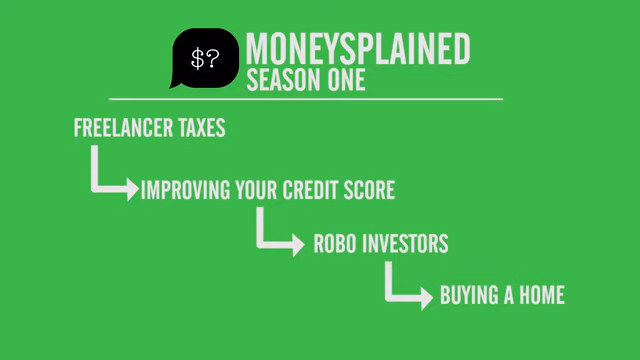 $?
MONEYSPLAINED
SEASON ONE
FREELANCER TAXES
IMPROVING YOUR CREDIT SCORE
ROBO INVESTORS
BUYING A HOME